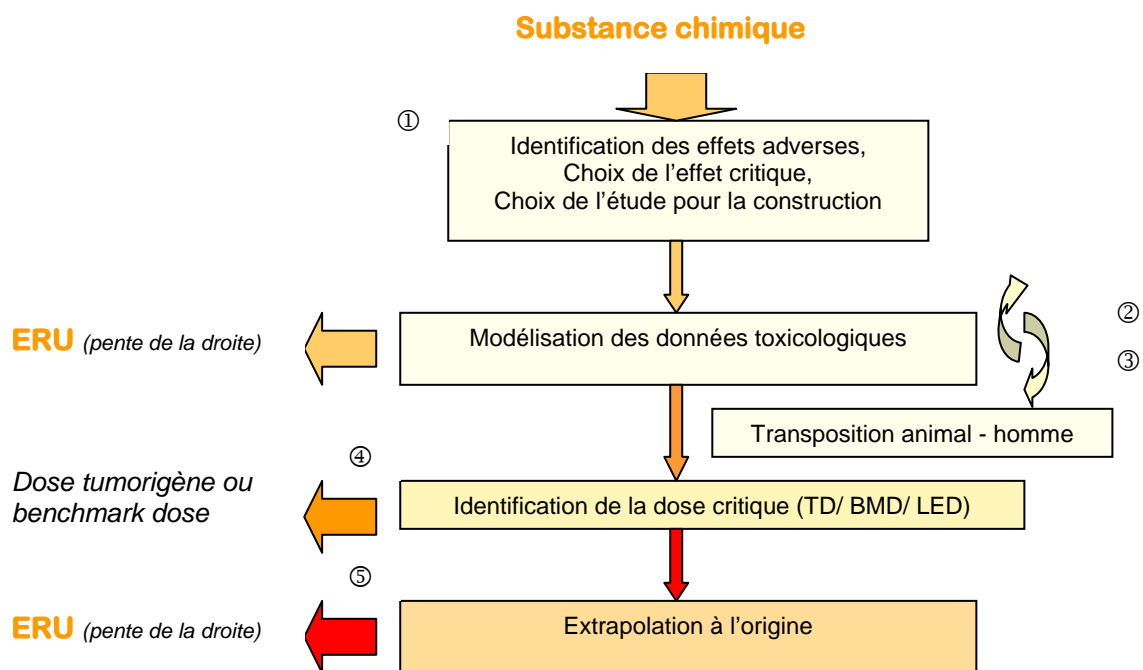 Substance chimique
①
Identification des effets adverses,
Choix de l'effet critique,
Choix de l'étude pour la construction
ERU (pente de la droite)
Modélisation des données toxicologiques
②
③
Transposition animal - homme
④
Dose tumorigène ou
benchmark dose
Identification de la dose critique (TD/ BMD/ LED)
⑤
ERU (pente de la droite)
Extrapolation à l'origine